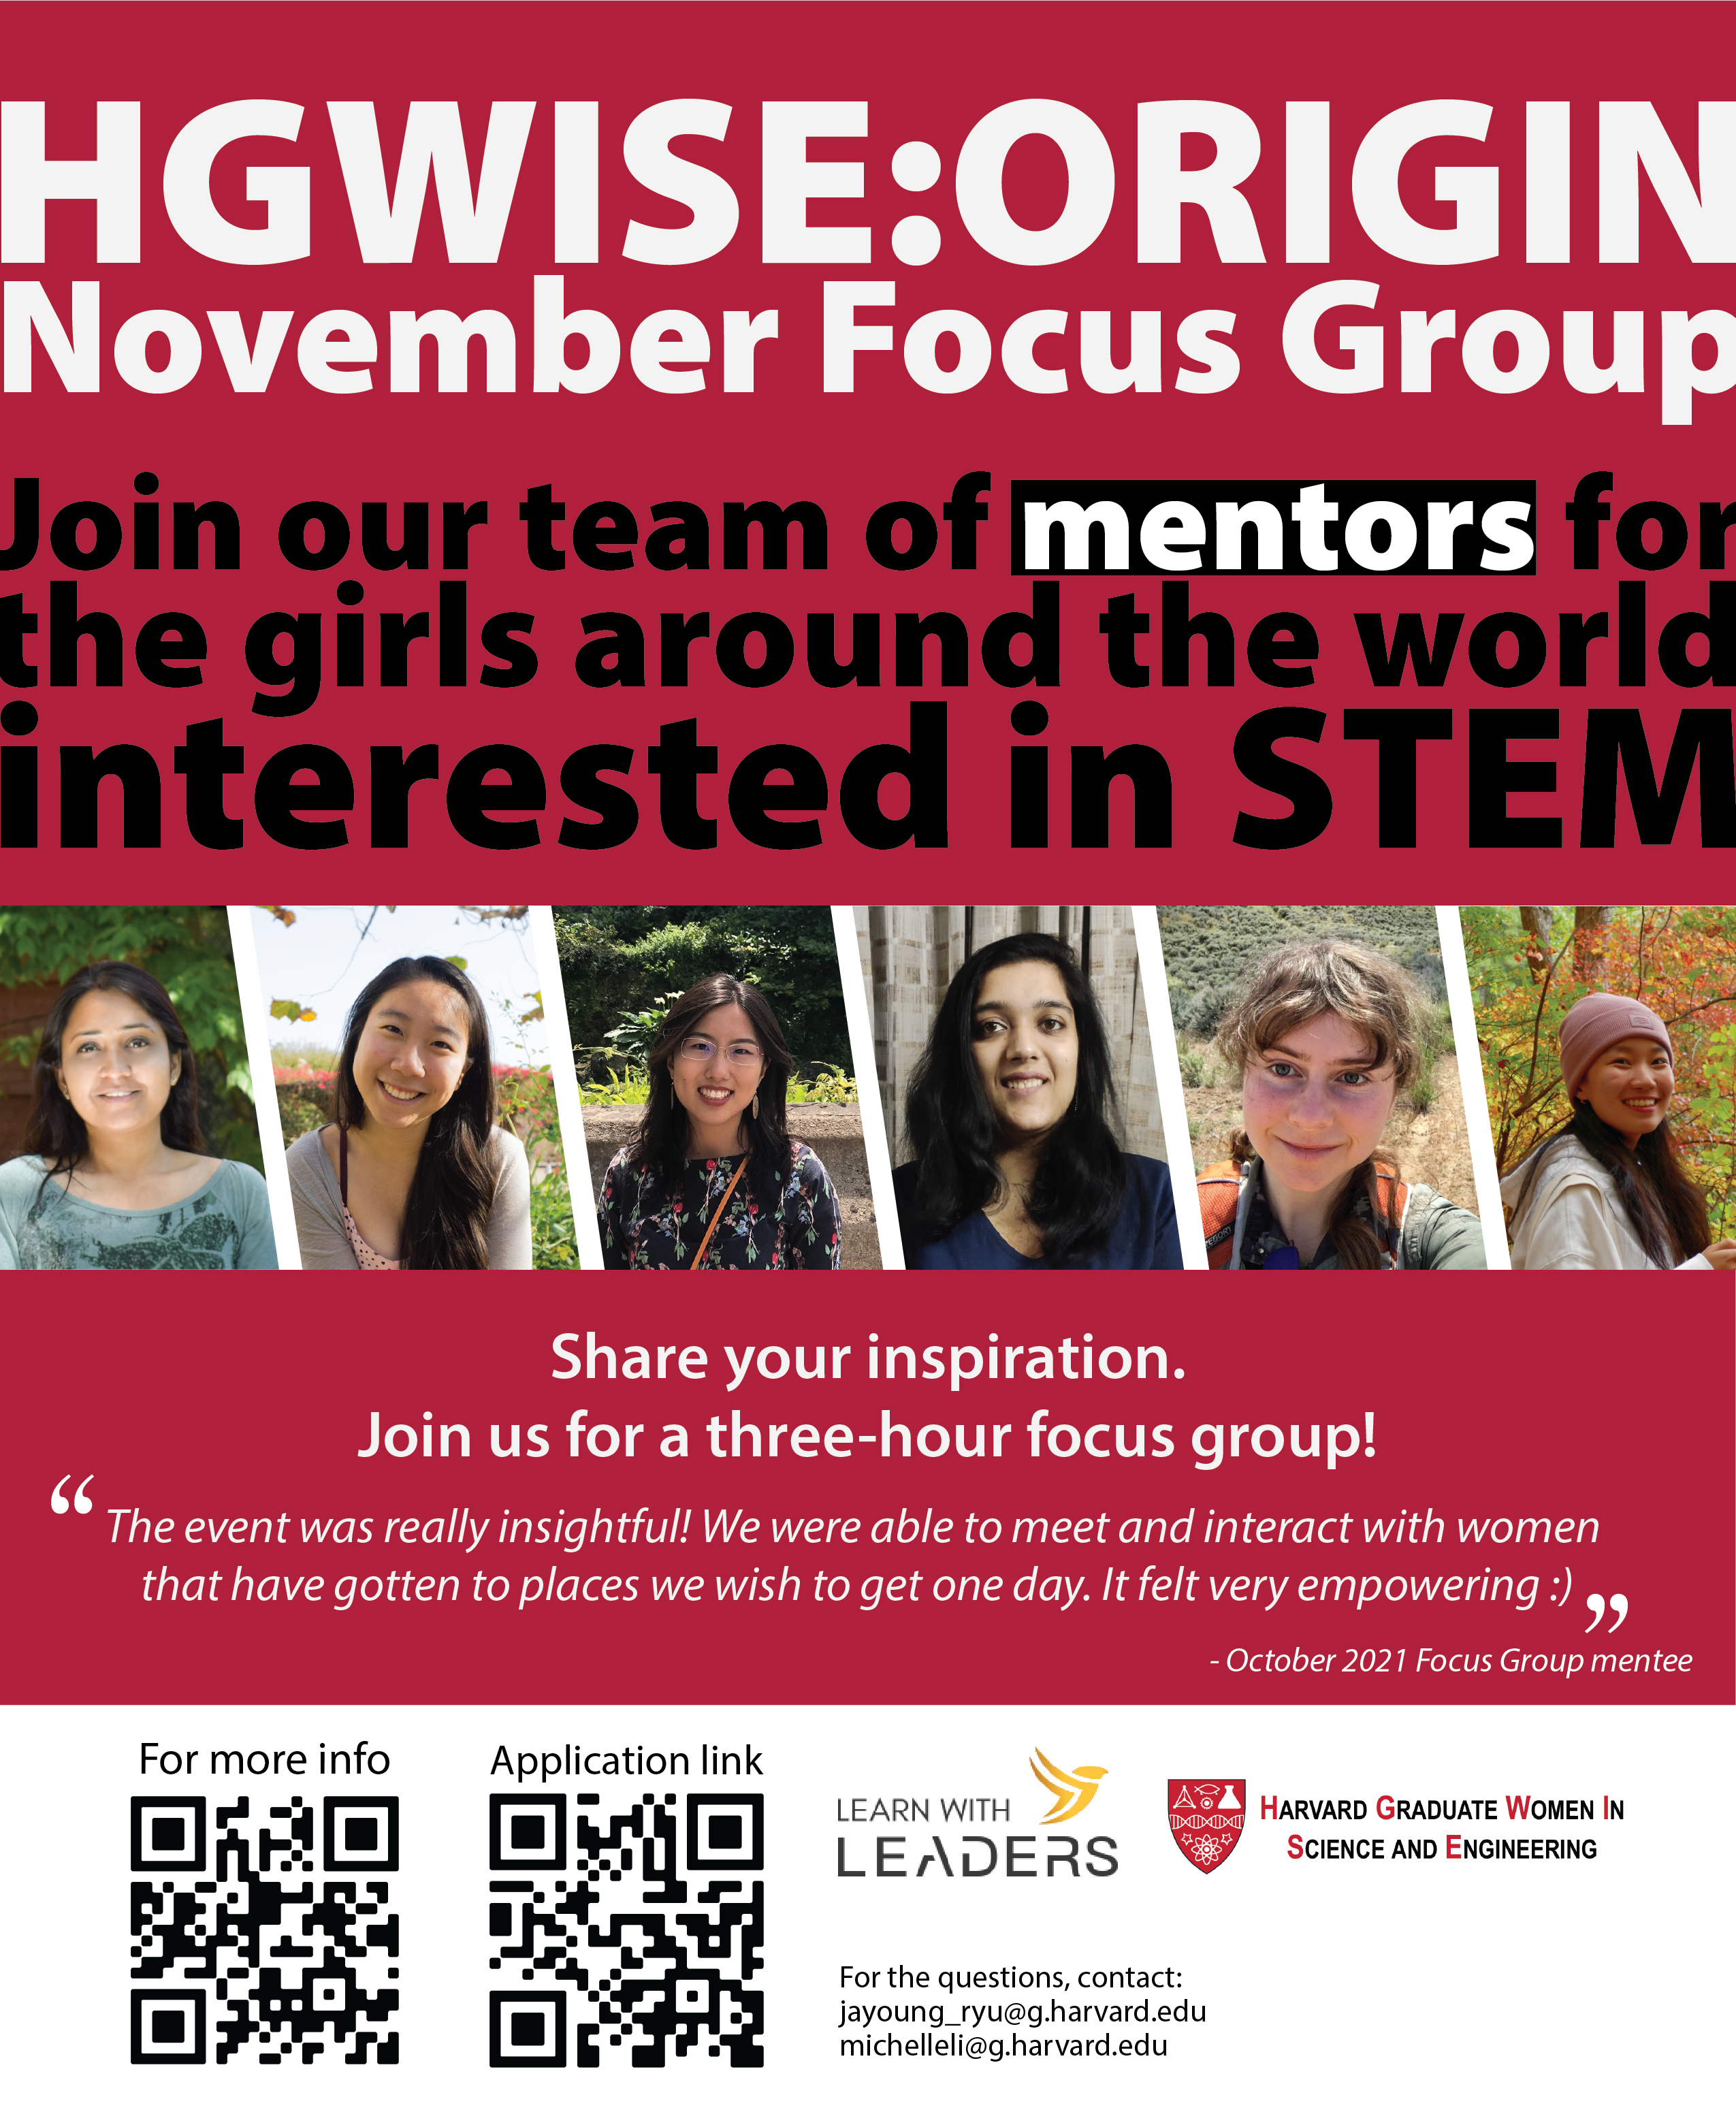 HGWISE:ORIGIN
November Focus Group
Join our team of mentors for
the girls around the world
interested in STEM
Share your inspiration.
Join us for a three-hour focus group!
“ The event was really insightful! We were able to meet and interact with women
that have gotten to places we wish to get one day. It felt very empowering :) ”
- October 2021 Focus Group mentee
For more info
Application link
LEARN WITH
LEADERS
HARVARD GRADUATE WOMEN IN
SCIENCE AND ENGINEERING
For the questions, contact:
jayoung_ryu@g.harvard.edu
michelleli@g.harvard.edu